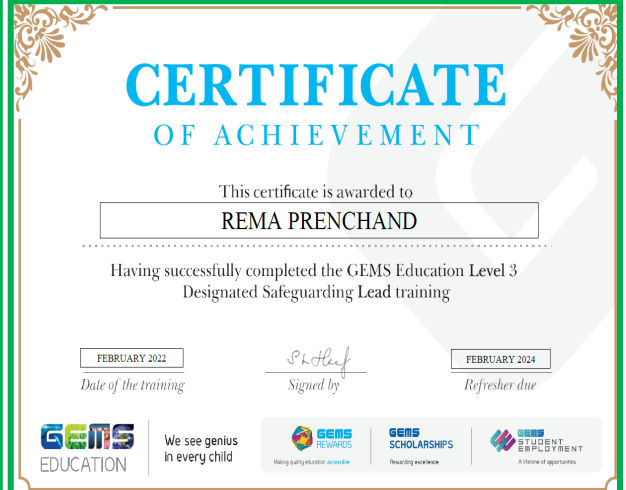 CERTIFICATE
OF ACHIEVEMENT
This certificate is awarded to
REMA PRENCHAND
Having successfully completed the GEMS Education Level 3
Designated Safeguarding Lead training
FEBRUARY 2022
FEBRUARY 2024
Date of the training
Signed by
Refresher due
GEMS
EDUCATION
We see genius
in every child
GEMS
REWARDS
Making quality education accessible
GEMS
SCHOLARSHIPS
Rewarding excellence
GEMS
STUDENT
EMPLOYMENT
A lifetime of opportunities